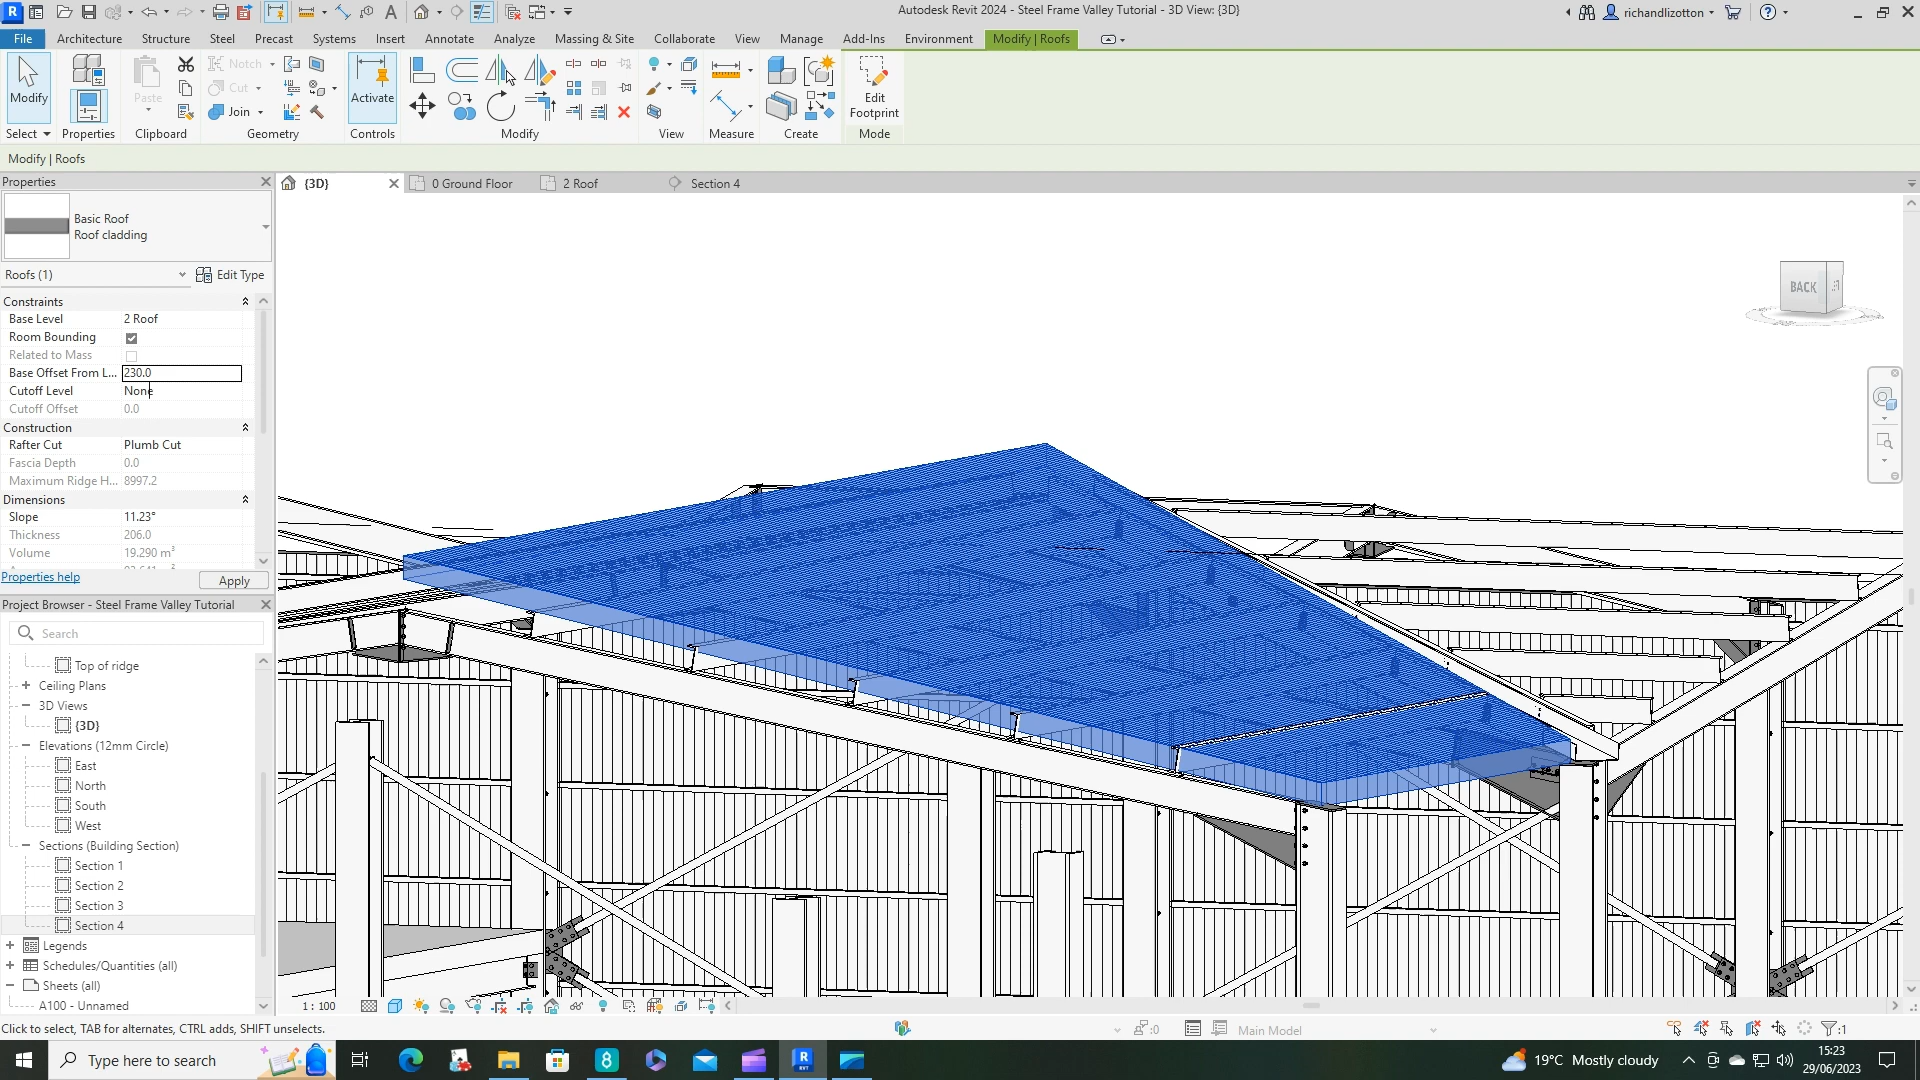 Autodesk Revit 2024 - Steel Frame Valley Tutorial - 3D View: {3D}
richandlizotton
File Architecture Structure Steel Precast Systems Insert Annotate Analyze Massing & Site Collaborate View Manage Add-Ins Environment Modify | Roofs
Modify
Paste
Notch
Cut
Join
Activate
Edit
Footprint
Select Properties Clipboard Geometry Controls Modify View Measure Create Mode
Modify | Roofs
Properties
{3D} 0 Ground Floor 2 Roof Section 4
Basic Roof
Roof cladding
Roofs (1) Edit Type
Constraints
Base Level 2 Roof
Room Bounding
Related to Mass
Base Offset From L... 230.0
Cutoff Level None
Cutoff Offset 0.0
Construction
Rafter Cut Plumb Cut
Fascia Depth 0.0
Maximum Ridge H... 8997.2
Dimensions
Slope 11.23°
Thickness 206.0
Volume 19.290 m³
Properties help Apply
BACK
Project Browser - Steel Frame Valley Tutorial
Search
Top of ridge
Ceiling Plans
3D Views
{3D}
Elevations (12mm Circle)
East
North
South
West
Sections (Building Section)
Section 1
Section 2
Section 3
Section 4
Legends
Schedules/Quantities (all)
Sheets (all)
A100 - Unnamed
1 : 100
Click to select, TAB for alternates, CTRL adds, SHIFT unselects.
:0
Main Model
:1
Type here to search
19°C Mostly cloudy
15:23
29/06/2023